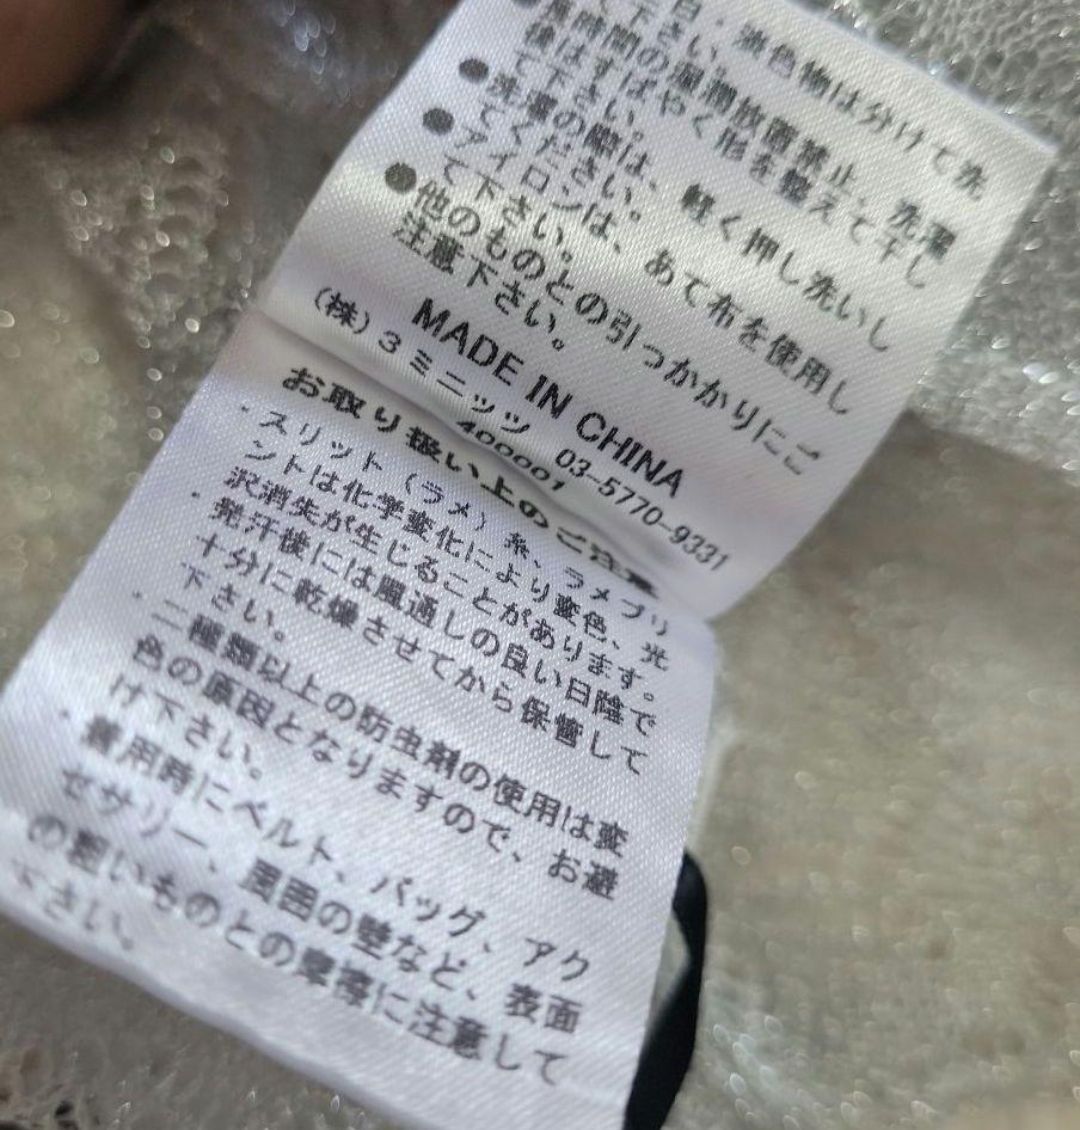 白・淡色物は分けて洗
下さい。
時間の湿潤放置禁止、洗濯
後はすばやく形を整えて干し
て下さい。
●洗濯の際は、軽く押し洗いし
てください。
●アイロンは、あて布を使用し
て下さい。
●他のものとの引っかかりにご
注意下さい。
MADE IN CHINA
(株)3ミニッツ 03-5770-9331
400001
お取り扱い上のご注意
・スリット(ラメ)糸、ラメプリ
ントは化学変化により変色、光
沢消失が生じることがあります。
・発汗後には風通しの良い日陰で
十分に乾燥させてから保管して
下さい。
・二種類以上の防虫剤の使用は変
色の原因となりますので、お避
け下さい。
・着用時にベルト、バッグ、アク
セサリー、周囲の壁など、表面
の粗いものとの摩擦に注意して
下さい。